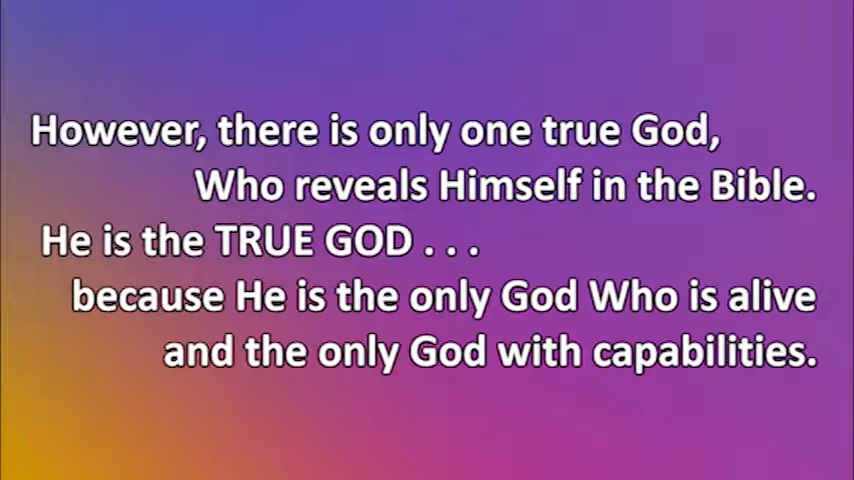 However, there is only one true God,
Who reveals Himself in the Bible.
He is the TRUE GOD . . .
because He is the only God Who is alive
and the only God with capabilities.